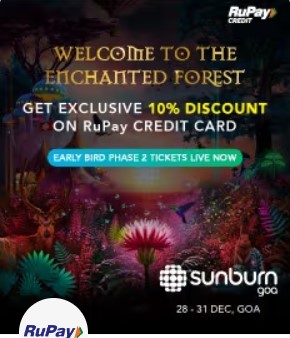 RuPay
CREDIT
WELCOME TO THE
ENCHANTED FOREST
GET EXCLUSIVE 10% DISCOUNT
ON RuPay CREDIT CARD
EARLY BIRD PHASE 2 TICKETS LIVE NOW
sunburn
goa
28 - 31 DEC, GOA
RuPay